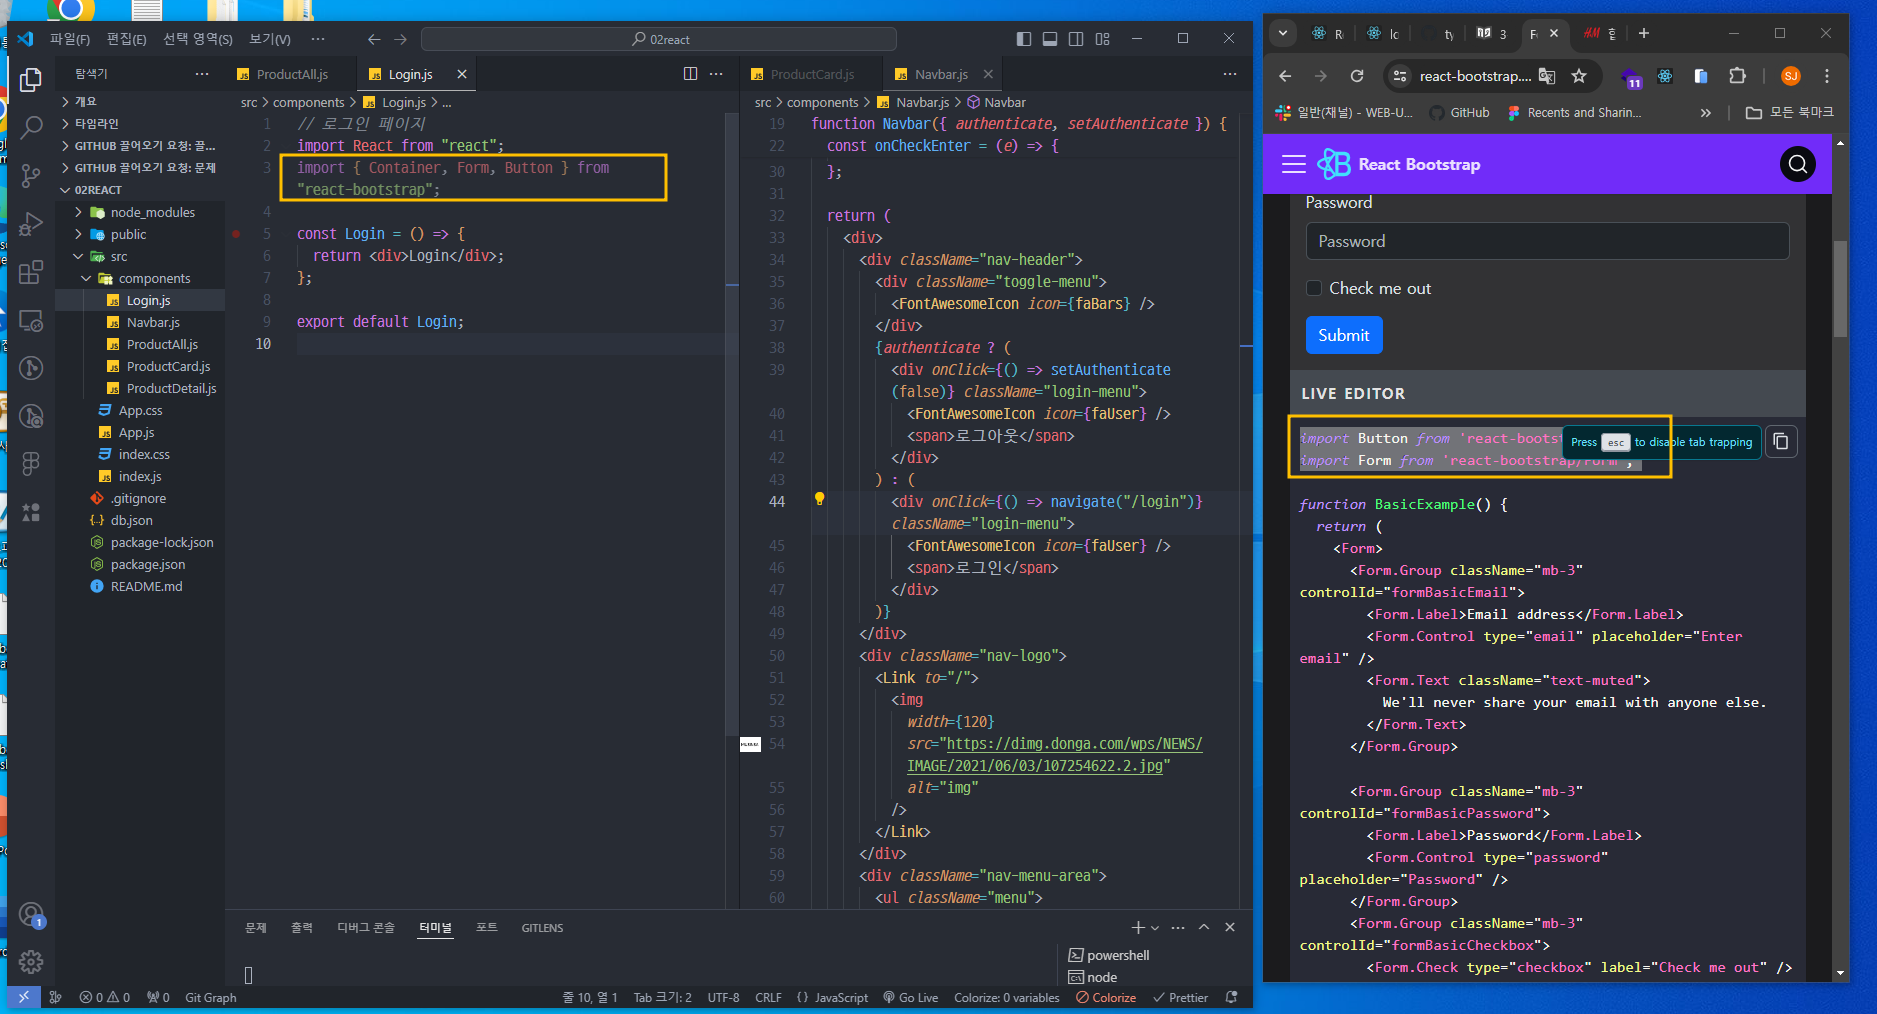 파일(F) 편집(E) 선택 영역(S) 보기(V) ··· 02react
탐색기 ···
개요
타임라인
GITHUB 끌어오기 요청: 끌...
GITHUB 끌어오기 요청: 문제
02REACT
node_modules
public
src
components
Login.js
Navbar.js
ProductAll.js
ProductCard.js
ProductDetail.js
App.css
App.js
index.css
index.js
.gitignore
db.json
package-lock.json
package.json
README.md
ProductAll.js Login.js
src > components > Login.js > ...
1 // 로그인 페이지
2 import React from "react";
3 import { Container, Form, Button } from
"react-bootstrap";
4
5 const Login = () => {
6 return <div>Login</div>;
7 };
8
9 export default Login;
10
ProductCard.js Navbar.js
src > components > Navbar.js > Navbar
19 function Navbar({ authenticate, setAuthenticate }) {
22 const onCheckEnter = (e) => {
30 };
31
32 return (
33 <div>
34 <div className="nav-header">
35 <div className="toggle-menu">
36 <FontAwesomeIcon icon={faBars} />
37 </div>
38 {authenticate ? (
39 <div onClick={() => setAuthenticate
(false)} className="login-menu">
40 <FontAwesomeIcon icon={faUser} />
41 <span>로그아웃</span>
42 </div>
43 ) : (
44 <div onClick={() => navigate("/login")}
className="login-menu">
45 <FontAwesomeIcon icon={faUser} />
46 <span>로그인</span>
47 </div>
48 )}
49 </div>
50 <div className="nav-logo">
51 <Link to="/">
52 <img
53 width={120}
54 src="https://dimg.donga.com/wps/NEWS/
IMAGE/2021/06/03/107254622.2.jpg"
55 alt="img"
56 />
57 </Link>
58 </div>
59 <div className="nav-menu-area">
60 <ul className="menu">
문제 출력 디버그 콘솔 터미널 포트 GITLENS
powershell
node
1
0 0 0 Git Graph 줄 10, 열 1 Tab 크기: 2 UTF-8 CRLF {} JavaScript Go Live Colorize: 0 variables Colorize Prettier
react-bootstrap.... 11 SJ
일반(채널) - WEB-U... GitHub Recents and Sharin... » 모든 북마크
React Bootstrap
Password
Password
Check me out
Submit
LIVE EDITOR
import Button from 'react-boots
Press esc to disable tab trapping
import Form from 'react-bootstrap/Form';
function BasicExample() {
return (
<Form>
<Form.Group className="mb-3"
controlId="formBasicEmail">
<Form.Label>Email address</Form.Label>
<Form.Control type="email" placeholder="Enter
email" />
<Form.Text className="text-muted">
We'll never share your email with anyone else.
</Form.Text>
</Form.Group>
<Form.Group className="mb-3"
controlId="formBasicPassword">
<Form.Label>Password</Form.Label>
<Form.Control type="password"
placeholder="Password" />
</Form.Group>
<Form.Group className="mb-3"
controlId="formBasicCheckbox">
<Form.Check type="checkbox" label="Check me out" />